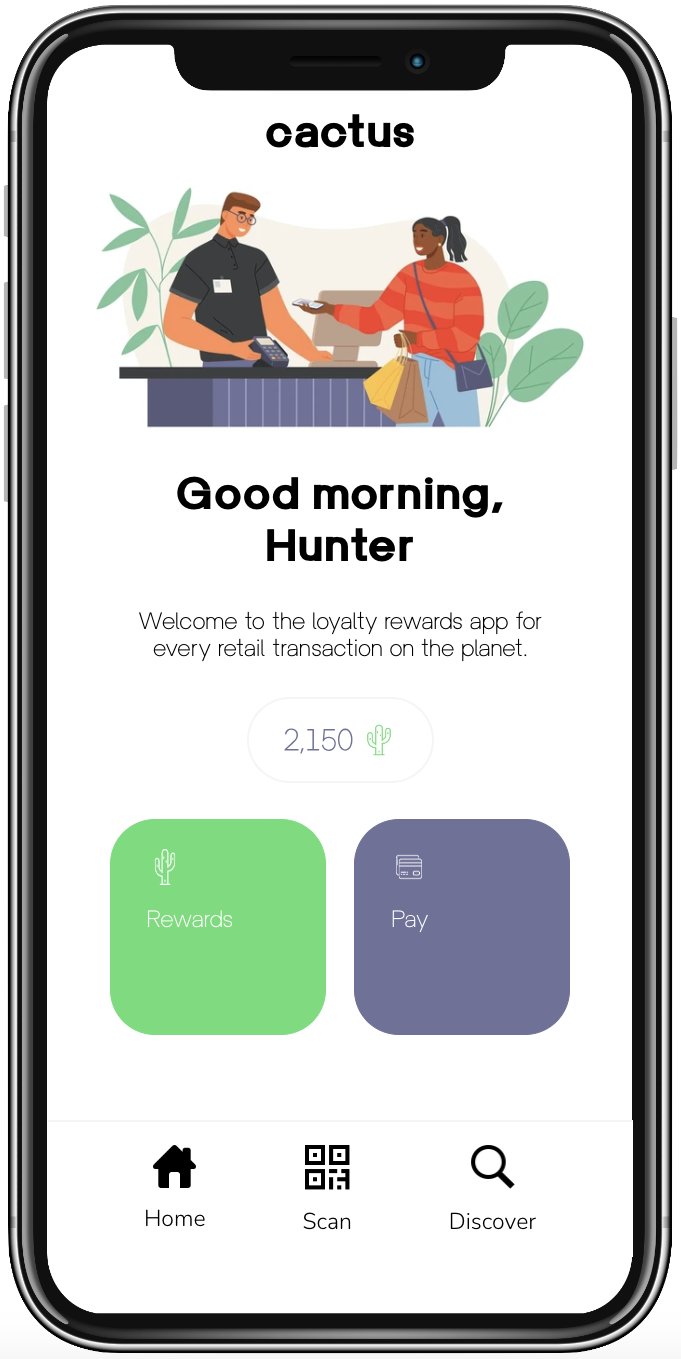 cactus
Good morning,
Hunter
Welcome to the loyalty rewards app for
every retail transaction on the planet.
2,150
Rewards
Pay
Home
Scan
Discover